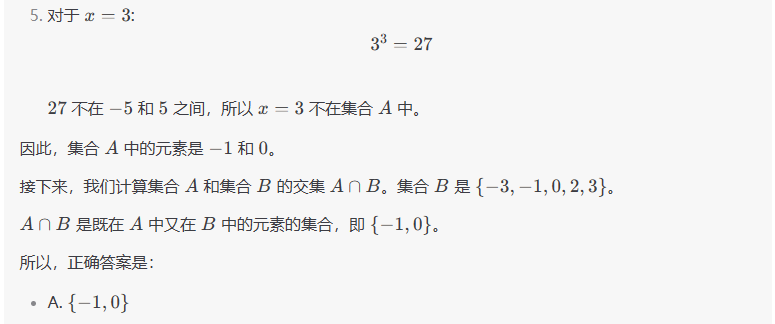 5. 对于 x = 3:
3³ = 27
27 不在 −5 和 5 之间，所以 x = 3 不在集合 A 中。
因此，集合 A 中的元素是 −1 和 0。
接下来，我们计算集合 A 和集合 B 的交集 A ∩ B。集合 B 是 {−3, −1, 0, 2, 3}。
A ∩ B 是既在 A 中又在 B 中的元素的集合，即 {−1, 0}。
所以，正确答案是：
• A. {−1, 0}